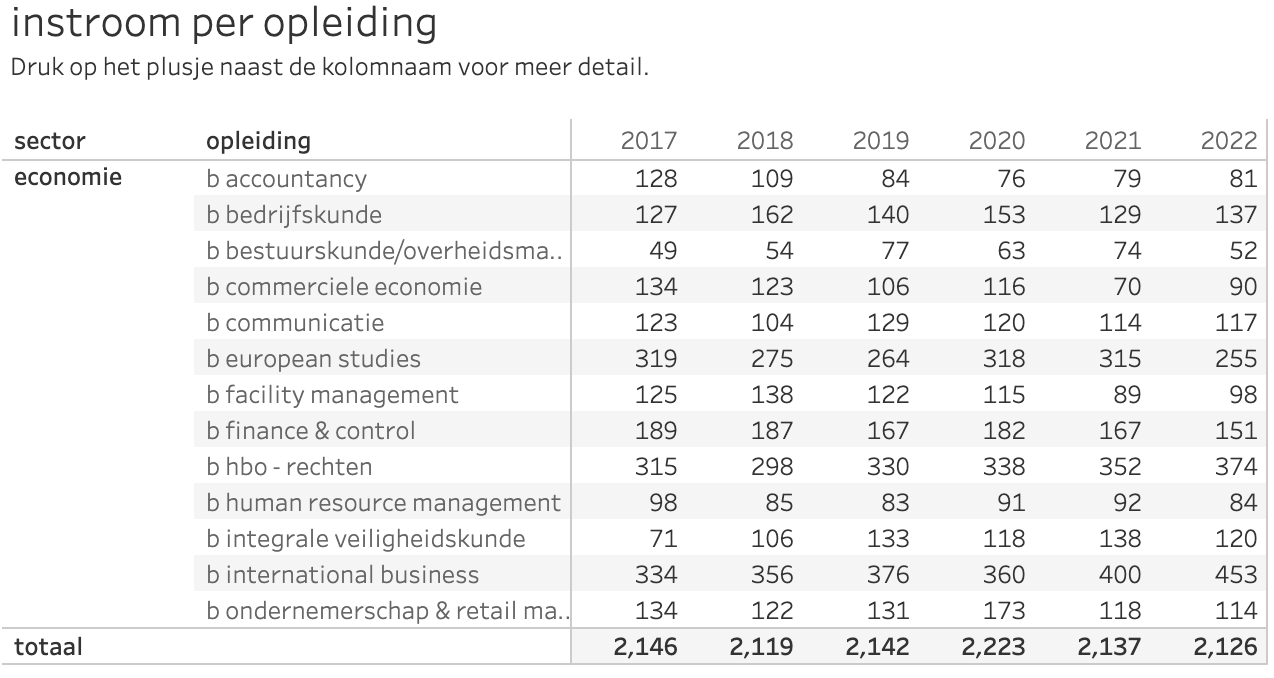 instroom per opleiding
Druk op het plusje naast de kolomnaam voor meer detail.
sector opleiding 2017 2018 2019 2020 2021 2022
economie b accountancy 128 109 84 76 79 81
b bedrijfskunde 127 162 140 153 129 137
b bestuurskunde/overheidsma.. 49 54 77 63 74 52
b commerciele economie 134 123 106 116 70 90
b communicatie 123 104 129 120 114 117
b european studies 319 275 264 318 315 255
b facility management 125 138 122 115 89 98
b finance & control 189 187 167 182 167 151
b hbo - rechten 315 298 330 338 352 374
b human resource management 98 85 83 91 92 84
b integrale veiligheidskunde 71 106 133 118 138 120
b international business 334 356 376 360 400 453
b ondernemerschap & retail ma.. 134 122 131 173 118 114
totaal 2,146 2,119 2,142 2,223 2,137 2,126